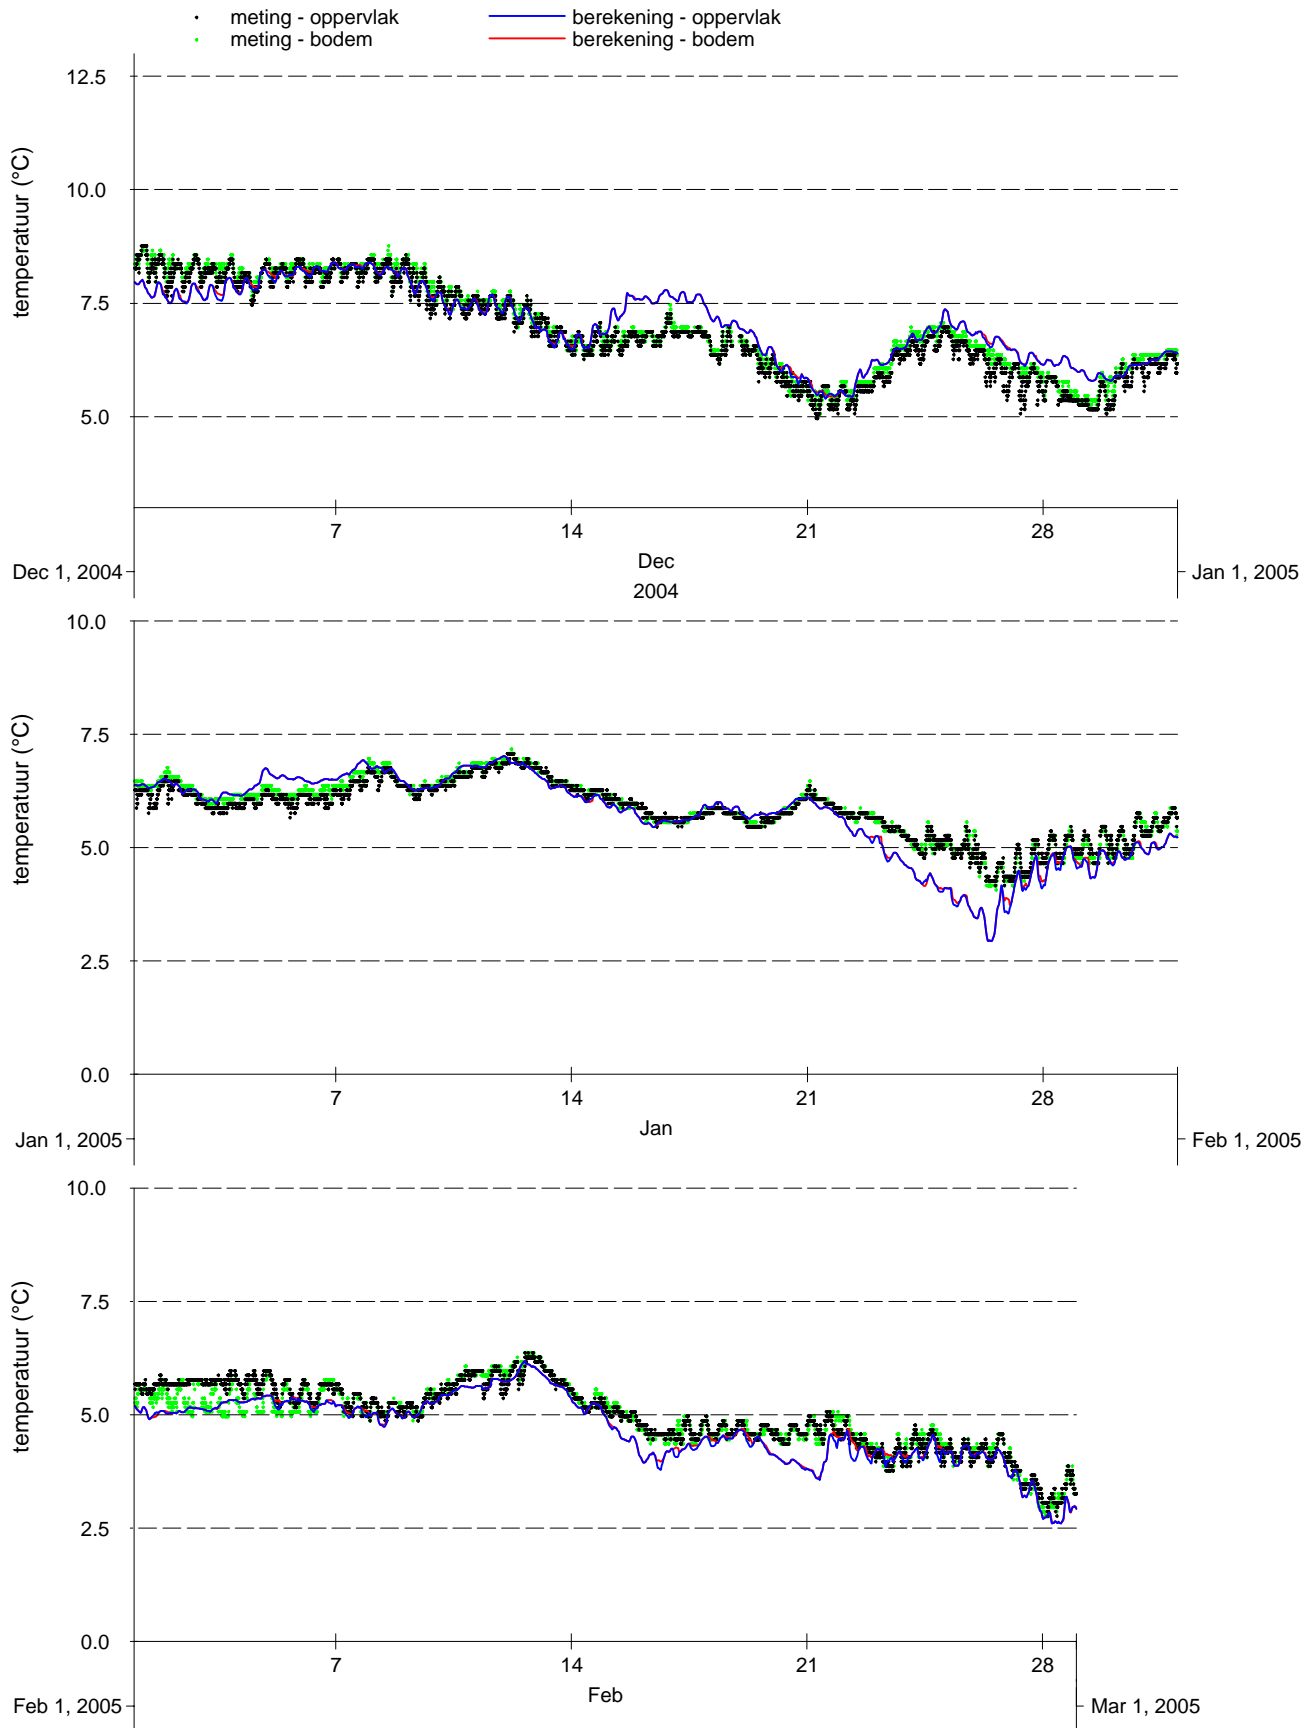 meting - oppervlak berekening - oppervlak
meting - bodem berekening - bodem
12.5
10.0
7.5
5.0
temperatuur (°C)
7 14 21 28
Dec 1, 2004 Dec Jan 1, 2005
2004
10.0
7.5
5.0
2.5
0.0
temperatuur (°C)
7 14 21 28
Jan 1, 2005 Jan Feb 1, 2005
10.0
7.5
5.0
2.5
0.0
temperatuur (°C)
7 14 21 28
Feb 1, 2005 Feb Mar 1, 2005